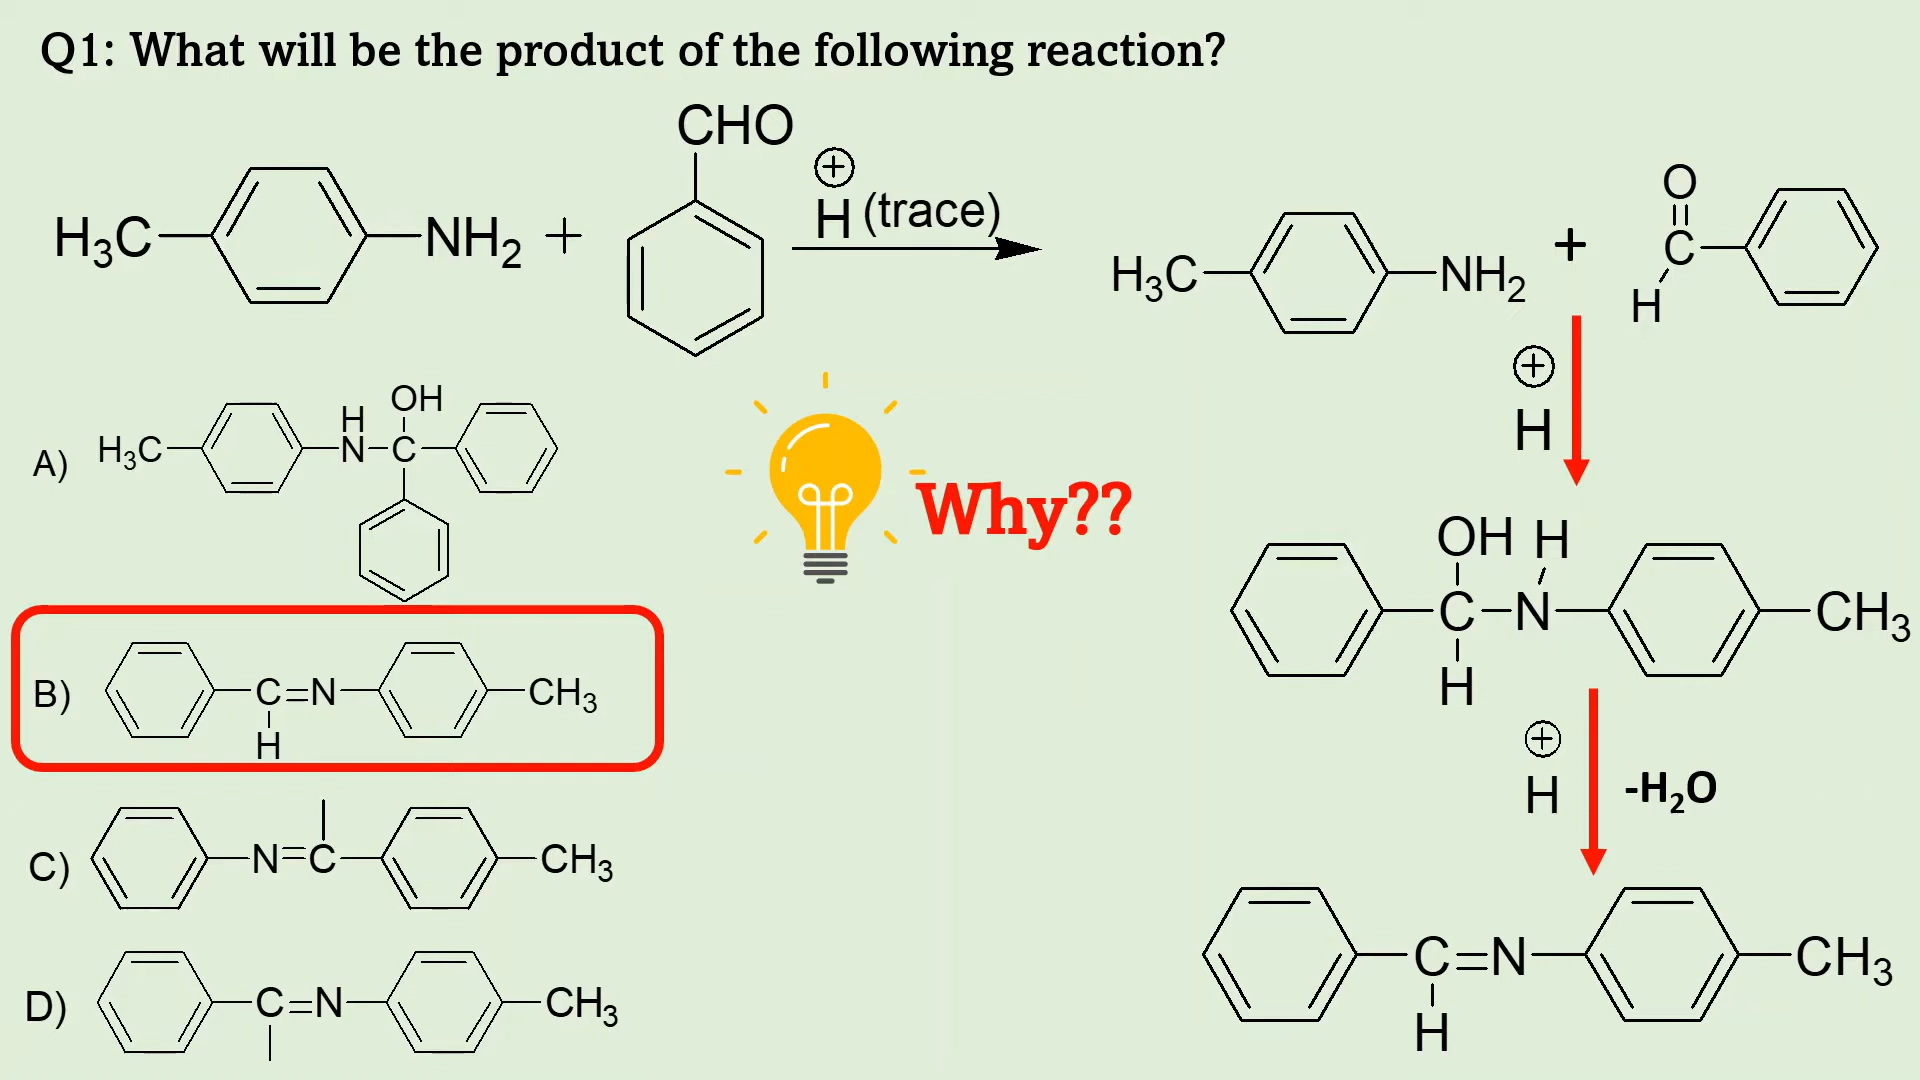 Q1: What will be the product of the following reaction?
H₃C NH₂ + CHO ⊕ H (trace)
H₃C NH₂ + O C H
⊕ H
A) H₃C H N OH C
Why??
OH H
C N CH₃
H
B) C=N CH₃
H
⊕ H -H₂O
C) N=C CH₃
D) C=N CH₃
C=N CH₃
H